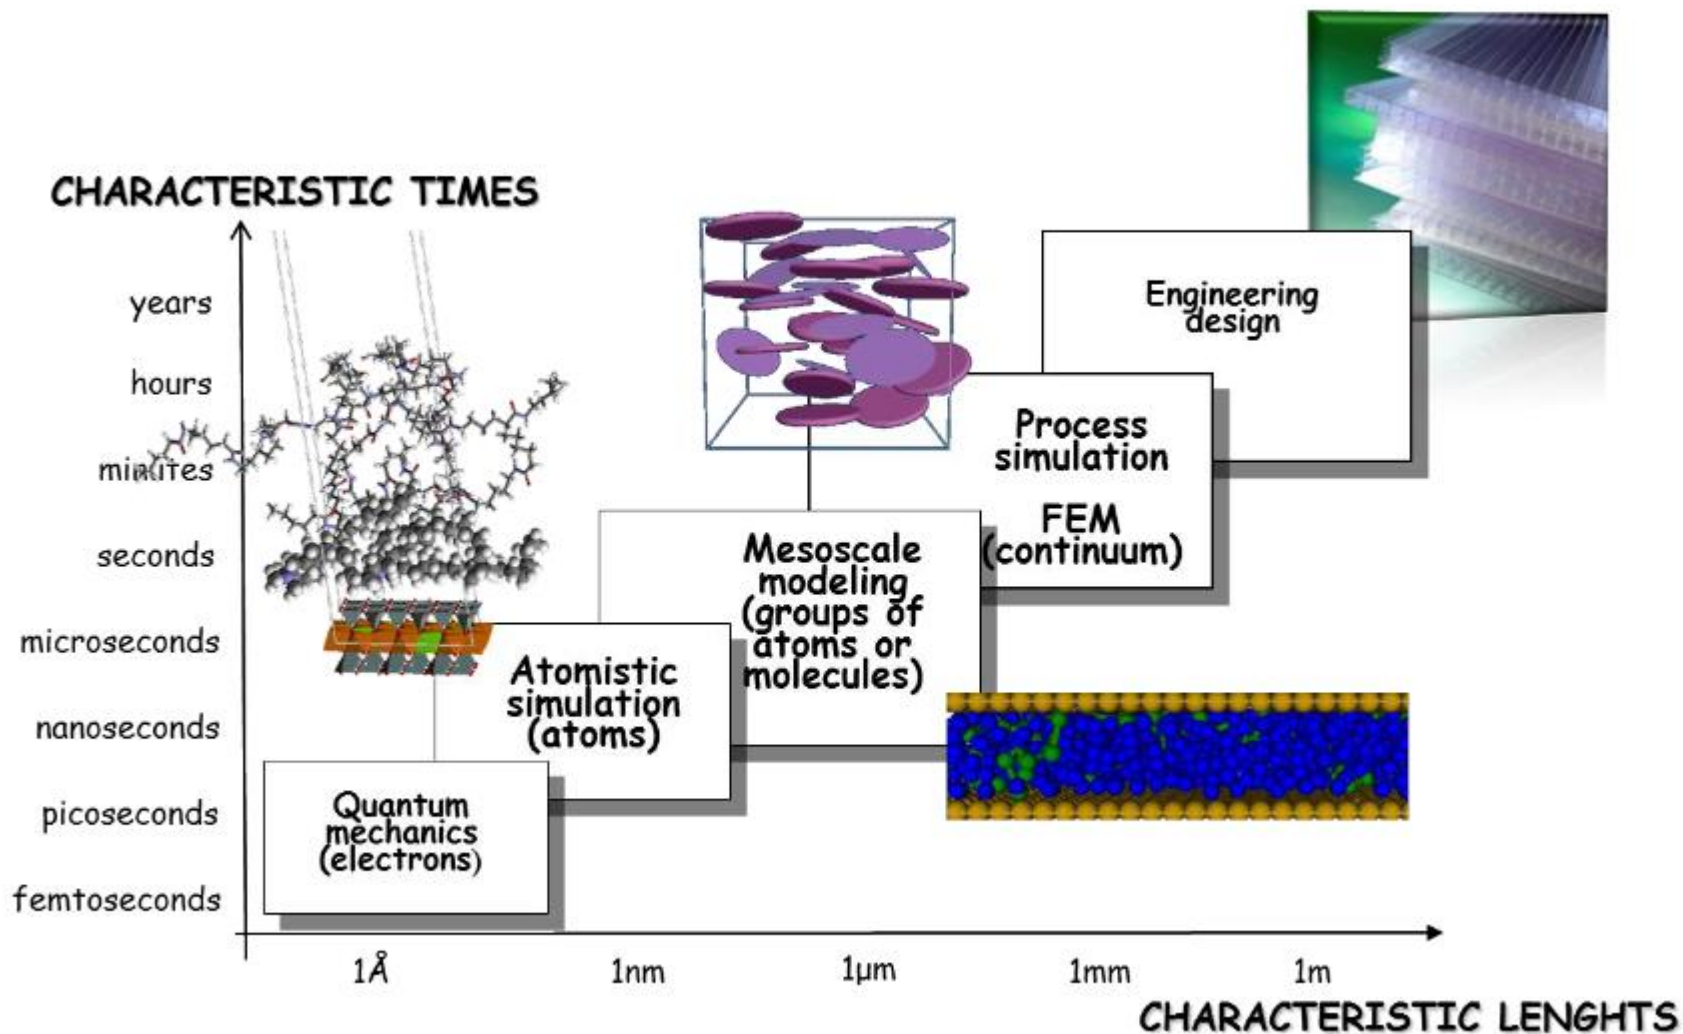 CHARACTERISTIC TIMES
years
hours
minutes
seconds
microseconds
nanoseconds
picoseconds
femtoseconds
Engineering
design
Process
simulation
FEM
(continuum)
Mesoscale
modeling
(groups of
atoms or
molecules)
Atomistic
simulation
(atoms)
Quantum
mechanics
(electrons)
1Å
1nm
1µm
1mm
1m
CHARACTERISTIC LENGHTS